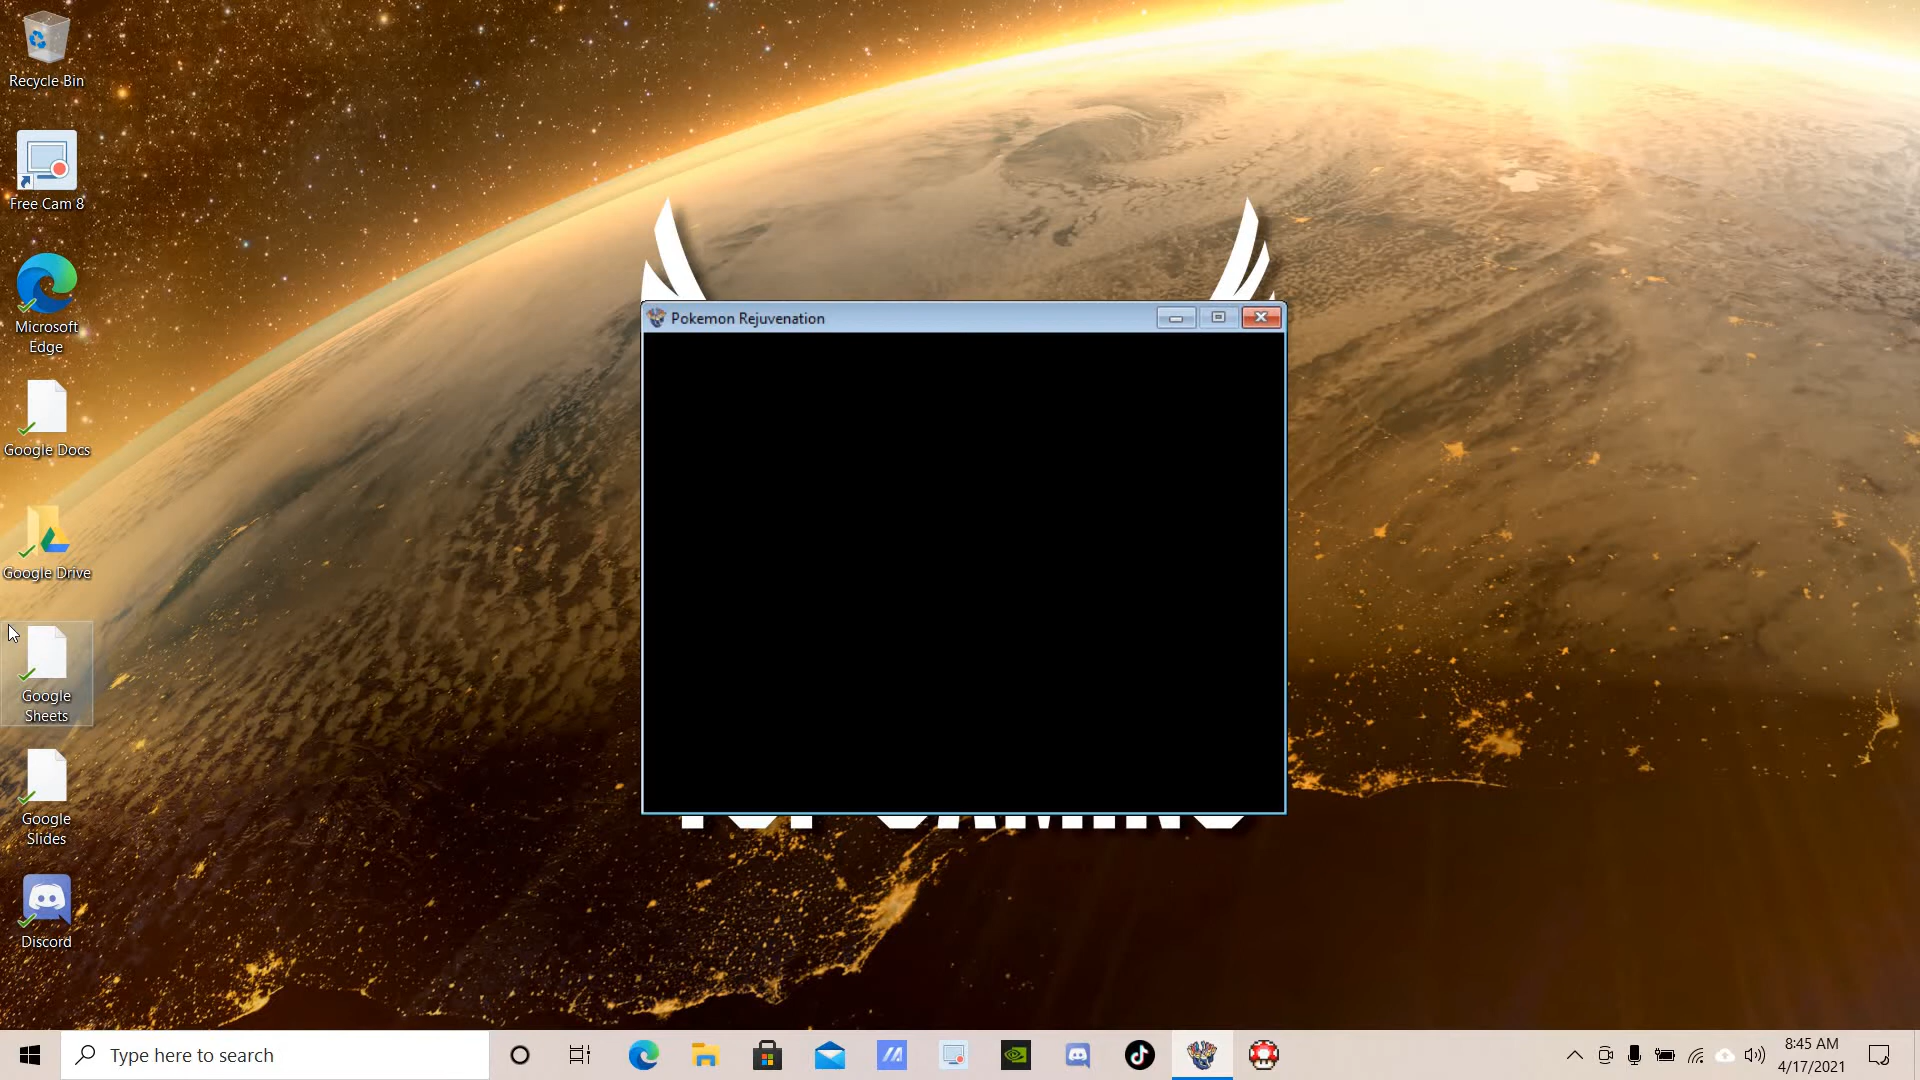 Recycle Bin
Free Cam 8
Microsoft
Edge
Google Docs
Google Drive
Google
Sheets
Google
Slides
Discord
Pokemon Rejuvenation
Type here to search
8:45 AM
4/17/2021